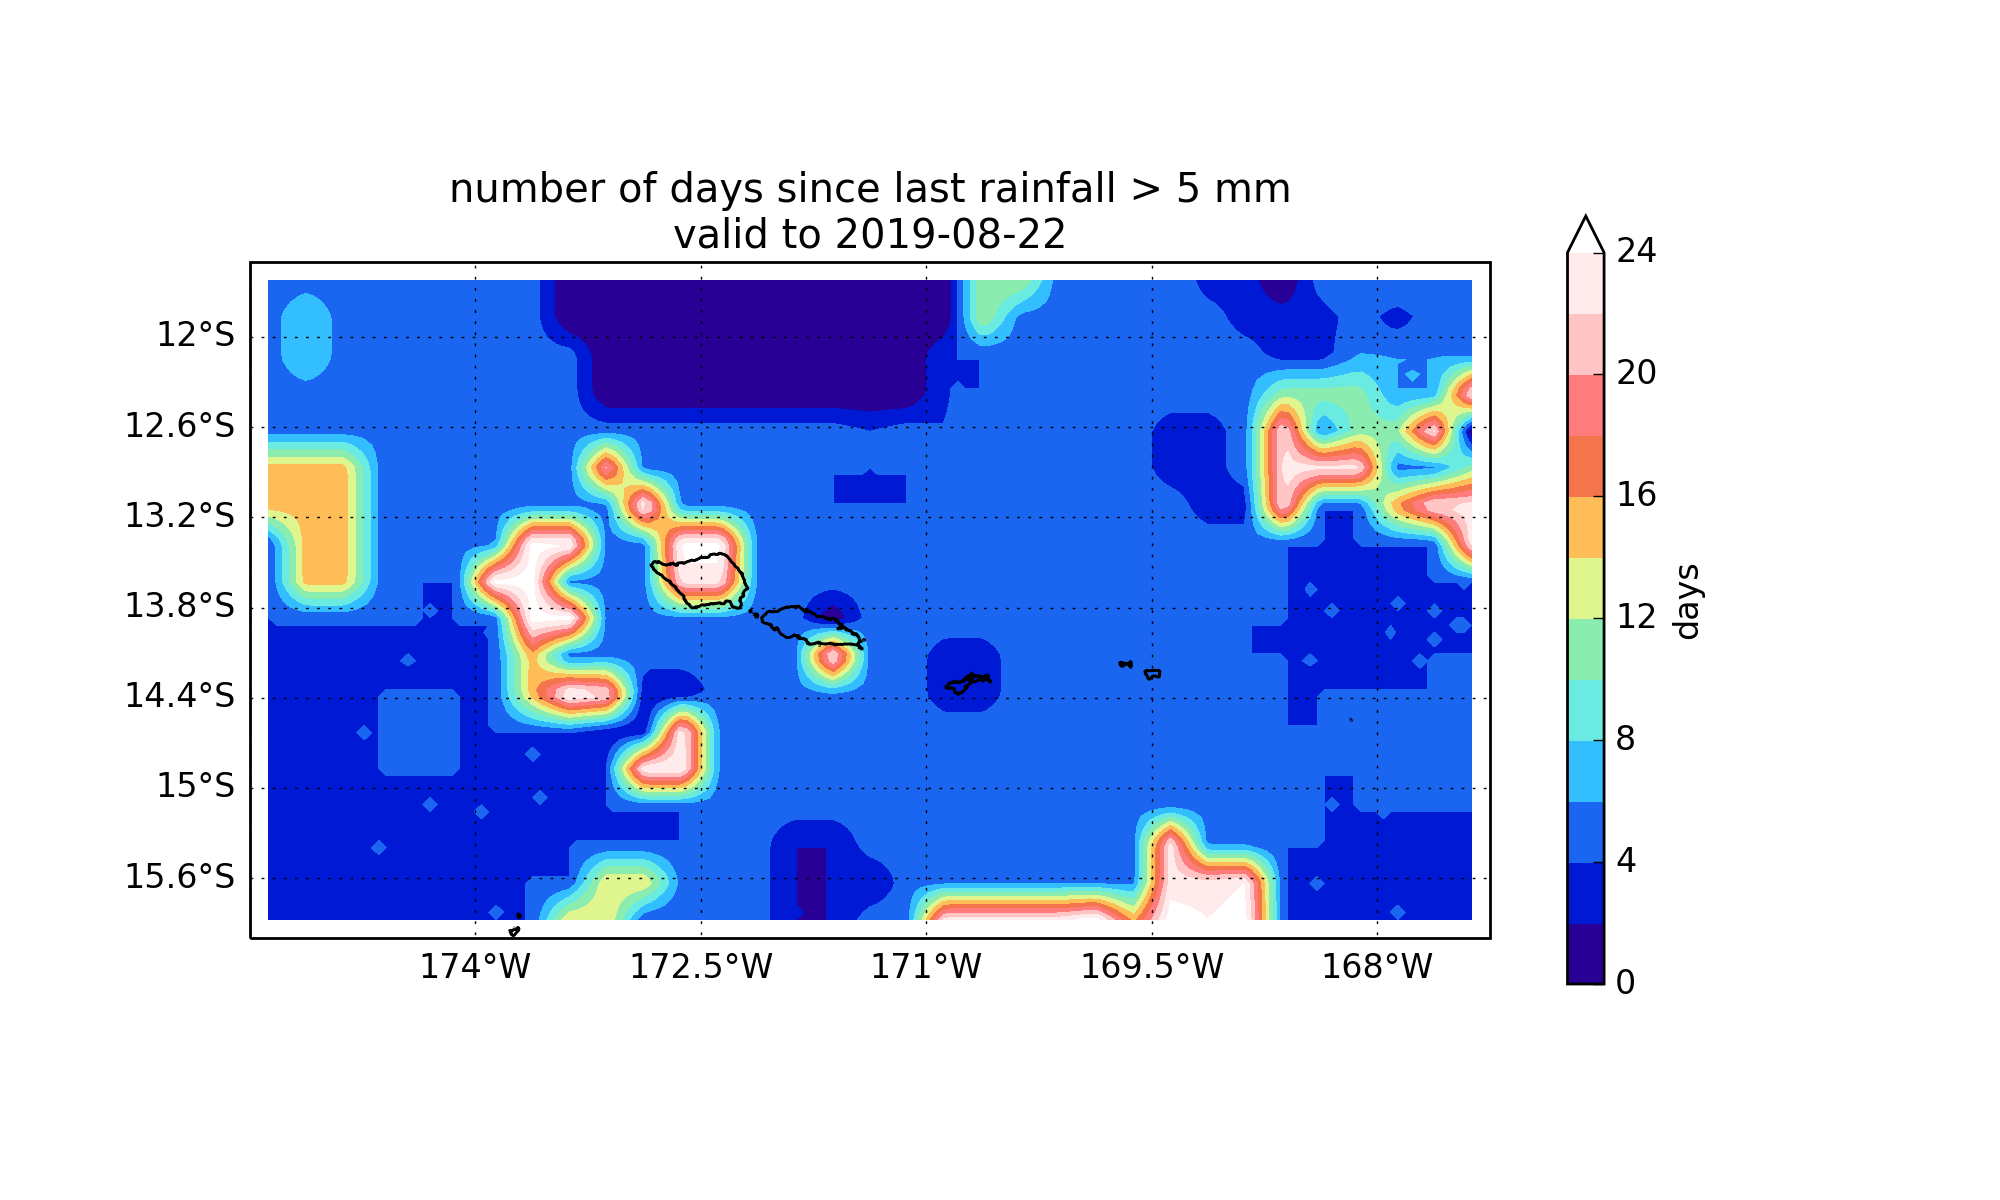 number of days since last rainfall > 5 mm
valid to 2019-08-22
12°S
12.6°S
13.2°S
13.8°S
14.4°S
15°S
15.6°S
174°W
172.5°W
171°W
169.5°W
168°W
24
20
16
12
8
4
0
days